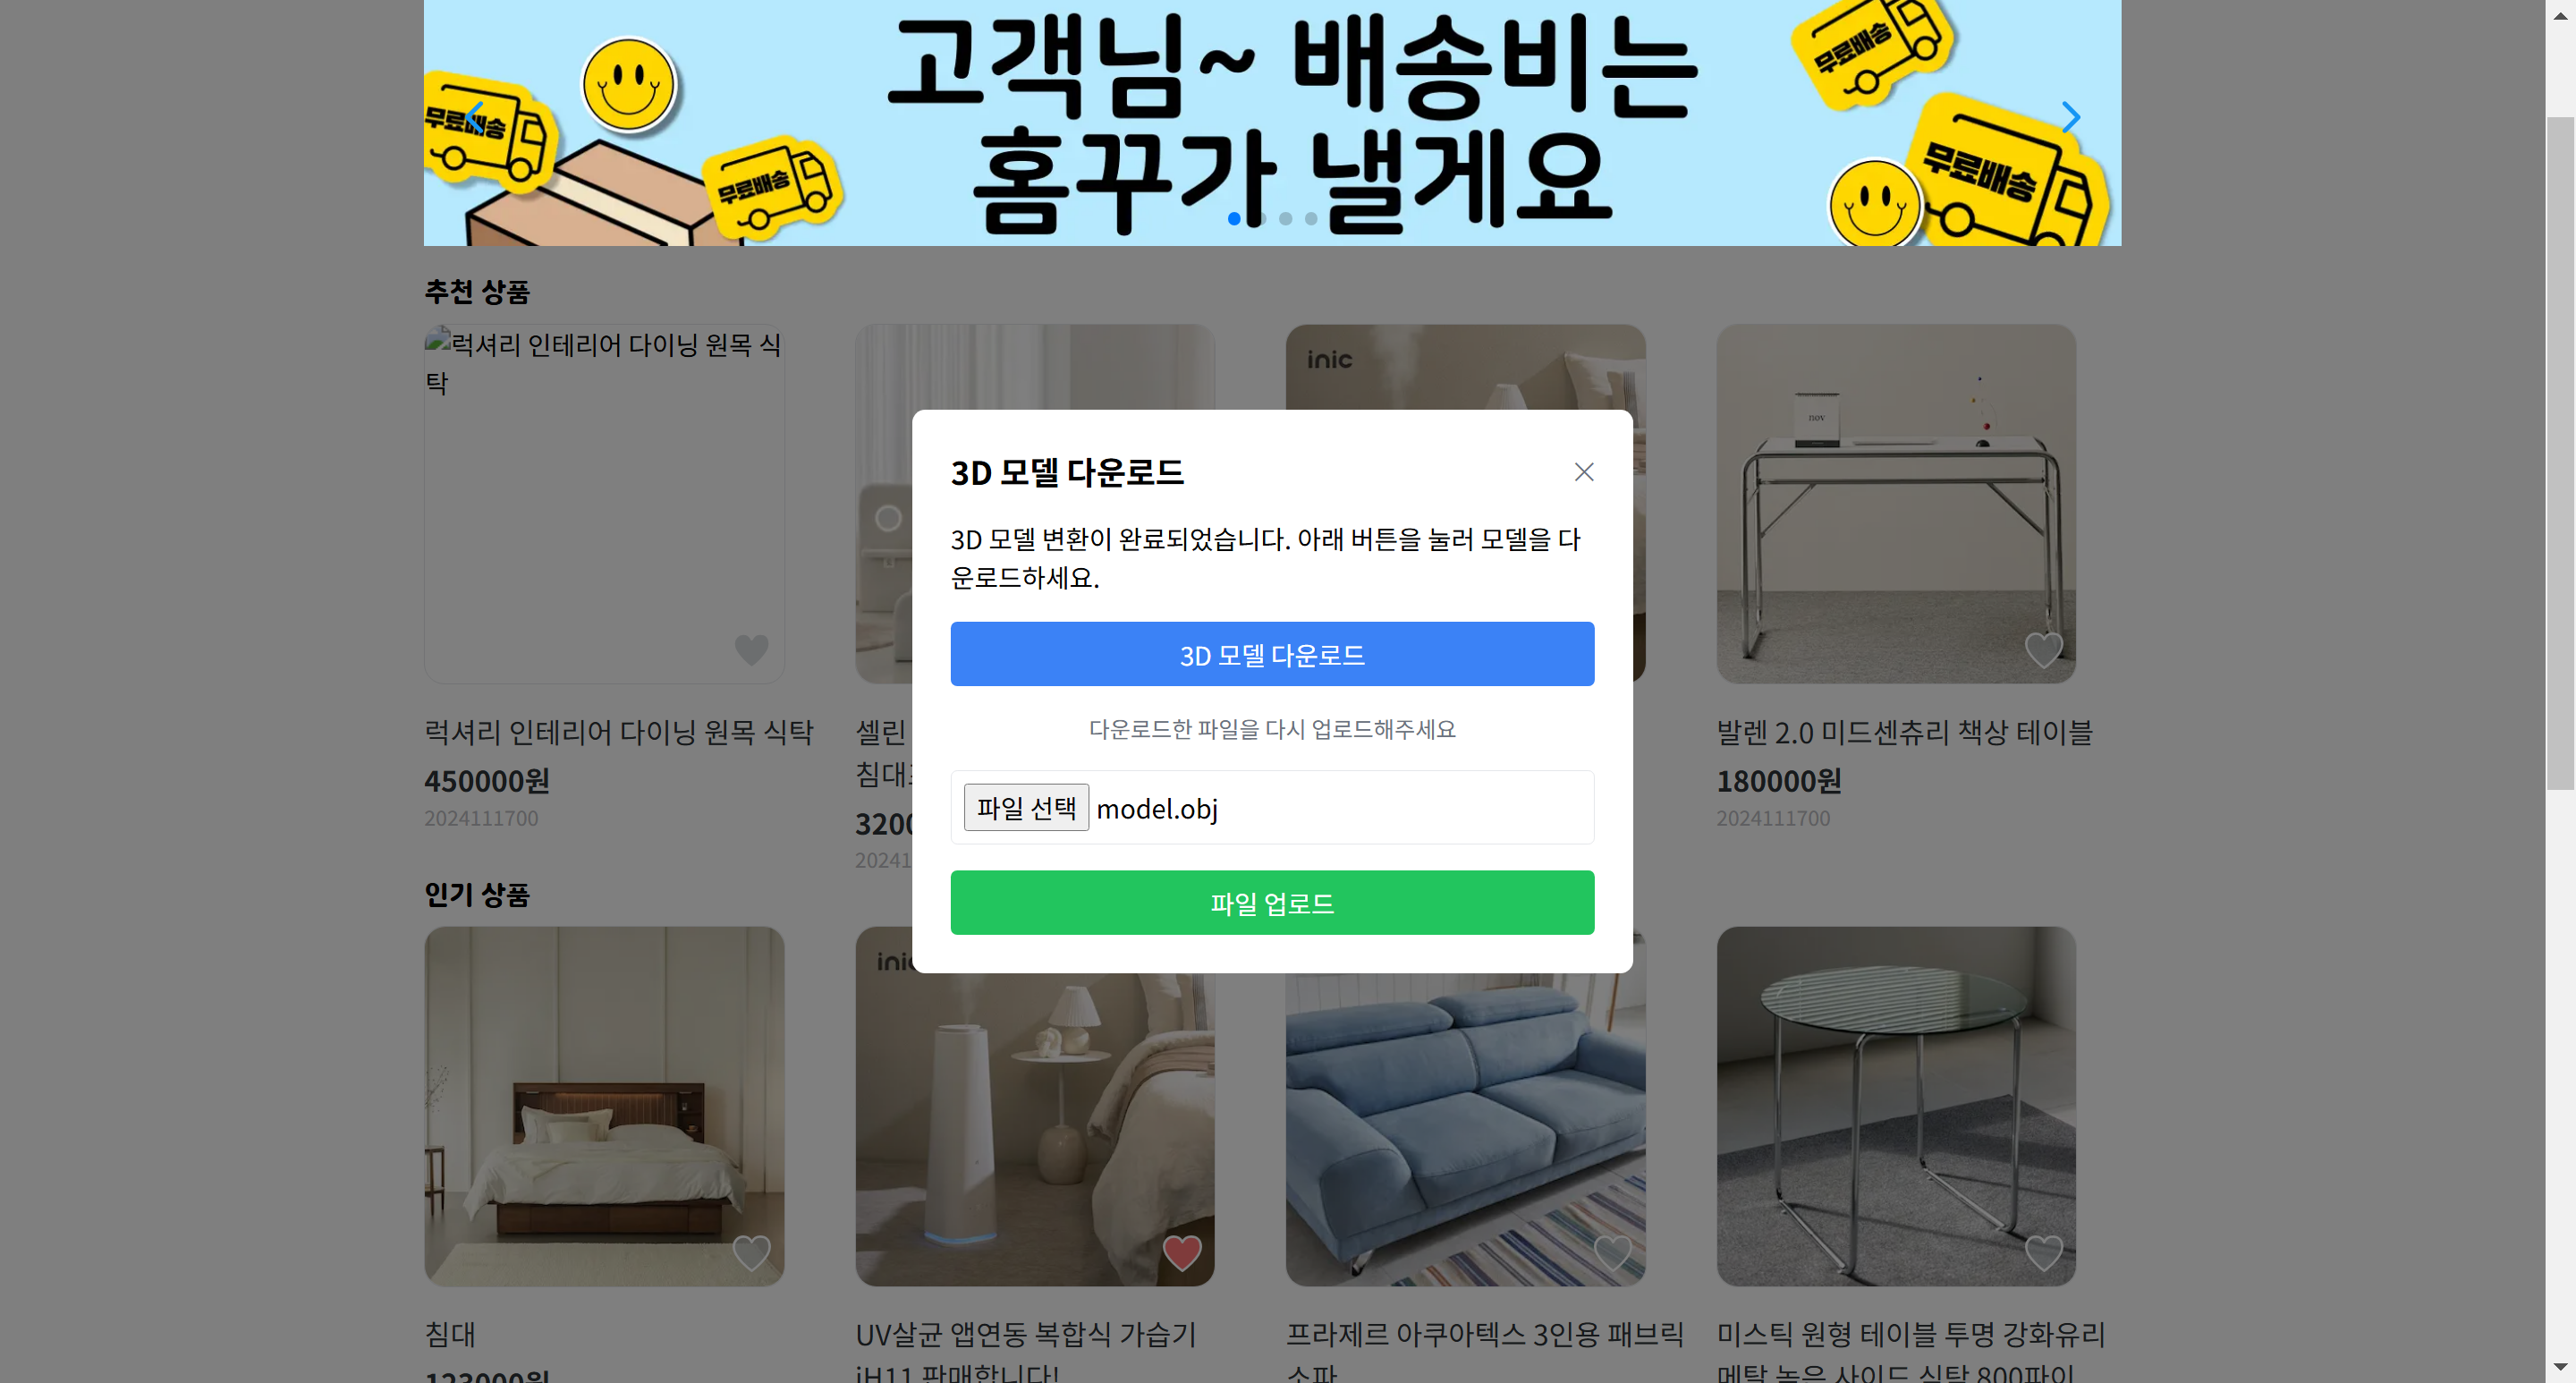 고객님~ 배송비는
홈꾸가 낼게요
무료배송
무료배송
무료배송
무료배송
추천 상품
럭셔리 인테리어 다이닝 원목 식
탁
inic
nov
3D 모델 다운로드
3D 모델 변환이 완료되었습니다. 아래 버튼을 눌러 모델을 다
운로드하세요.
3D 모델 다운로드
다운로드한 파일을 다시 업로드해주세요
파일 선택 model.obj
파일 업로드
럭셔리 인테리어 다이닝 원목 식탁
450000원
2024111700
셀린
침대
3200
20241
발렌 2.0 미드센츄리 책상 테이블
180000원
2024111700
인기 상품
inic
침대
123000원
UV살균 앱연동 복합식 가습기
iH11 판매합니다!
프라제르 아쿠아텍스 3인용 패브릭
소파
미스틱 원형 테이블 투명 강화유리
메탈 높은 사이드 식탁 800파이